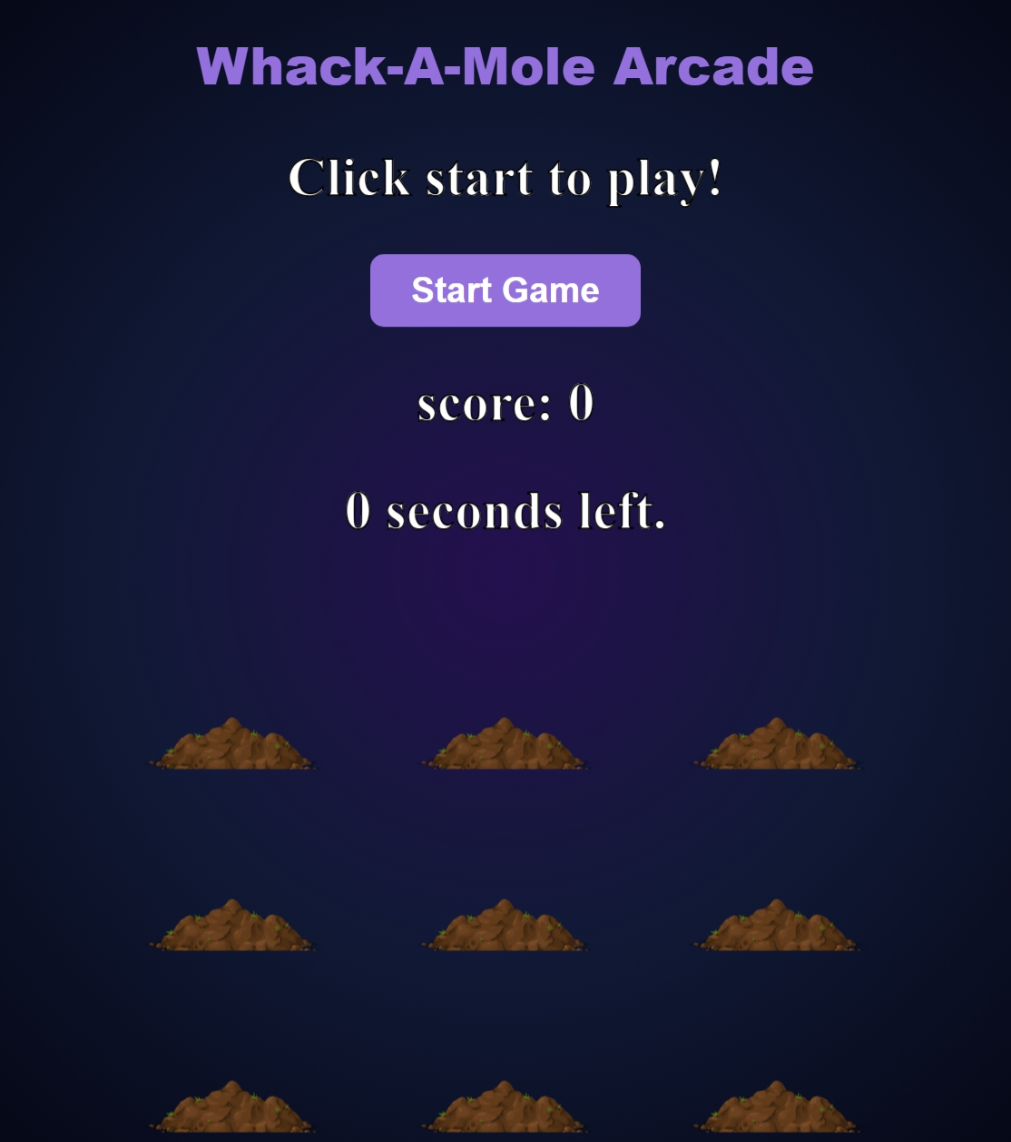 Whack-A-Mole Arcade
Click start to play!
Start Game
score: 0
0 seconds left.